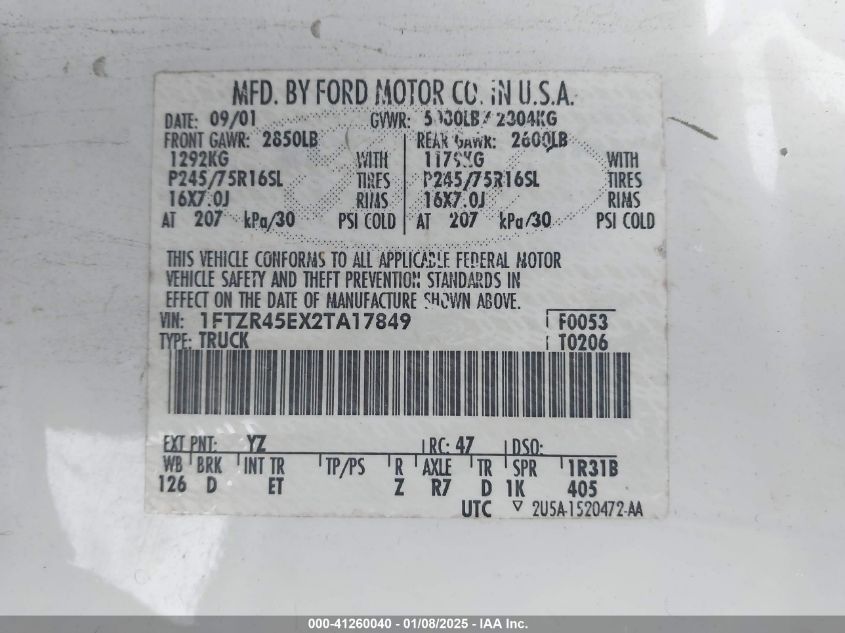 MFD. BY FORD MOTOR CO. IN U.S.A.
DATE: 09/01 GVWR: / 2304KG
FRONT GAWR: 2850LB REAR GAWR: 2600LB
1292KG WITH 1179KG WITH
P245/75R16SL TIRES P245/75R16SL TIRES
16X7.0J RIMS 16X7.0J RIMS
AT 207 kPa/30 PSI COLD AT 207 kPa/30 PSI COLD
THIS VEHICLE CONFORMS TO ALL APPLICABLE FEDERAL MOTOR
VEHICLE SAFETY AND THEFT PREVENTION STANDARDS IN
EFFECT ON THE DATE OF MANUFACTURE SHOWN ABOVE.
VIN: 1FTZR45EX2TA17849 F0053
TYPE: TRUCK T0206
EXT PNT: YZ RC: 47 DSO:
WB BRK INT TR TP/PS R AXLE TR SPR 1R31B
126 D ET Z R7 D 1K 405
UTC ▽ 2U5A-1520472-AA
000-41260040 - 01/08/2025 - IAA Inc.